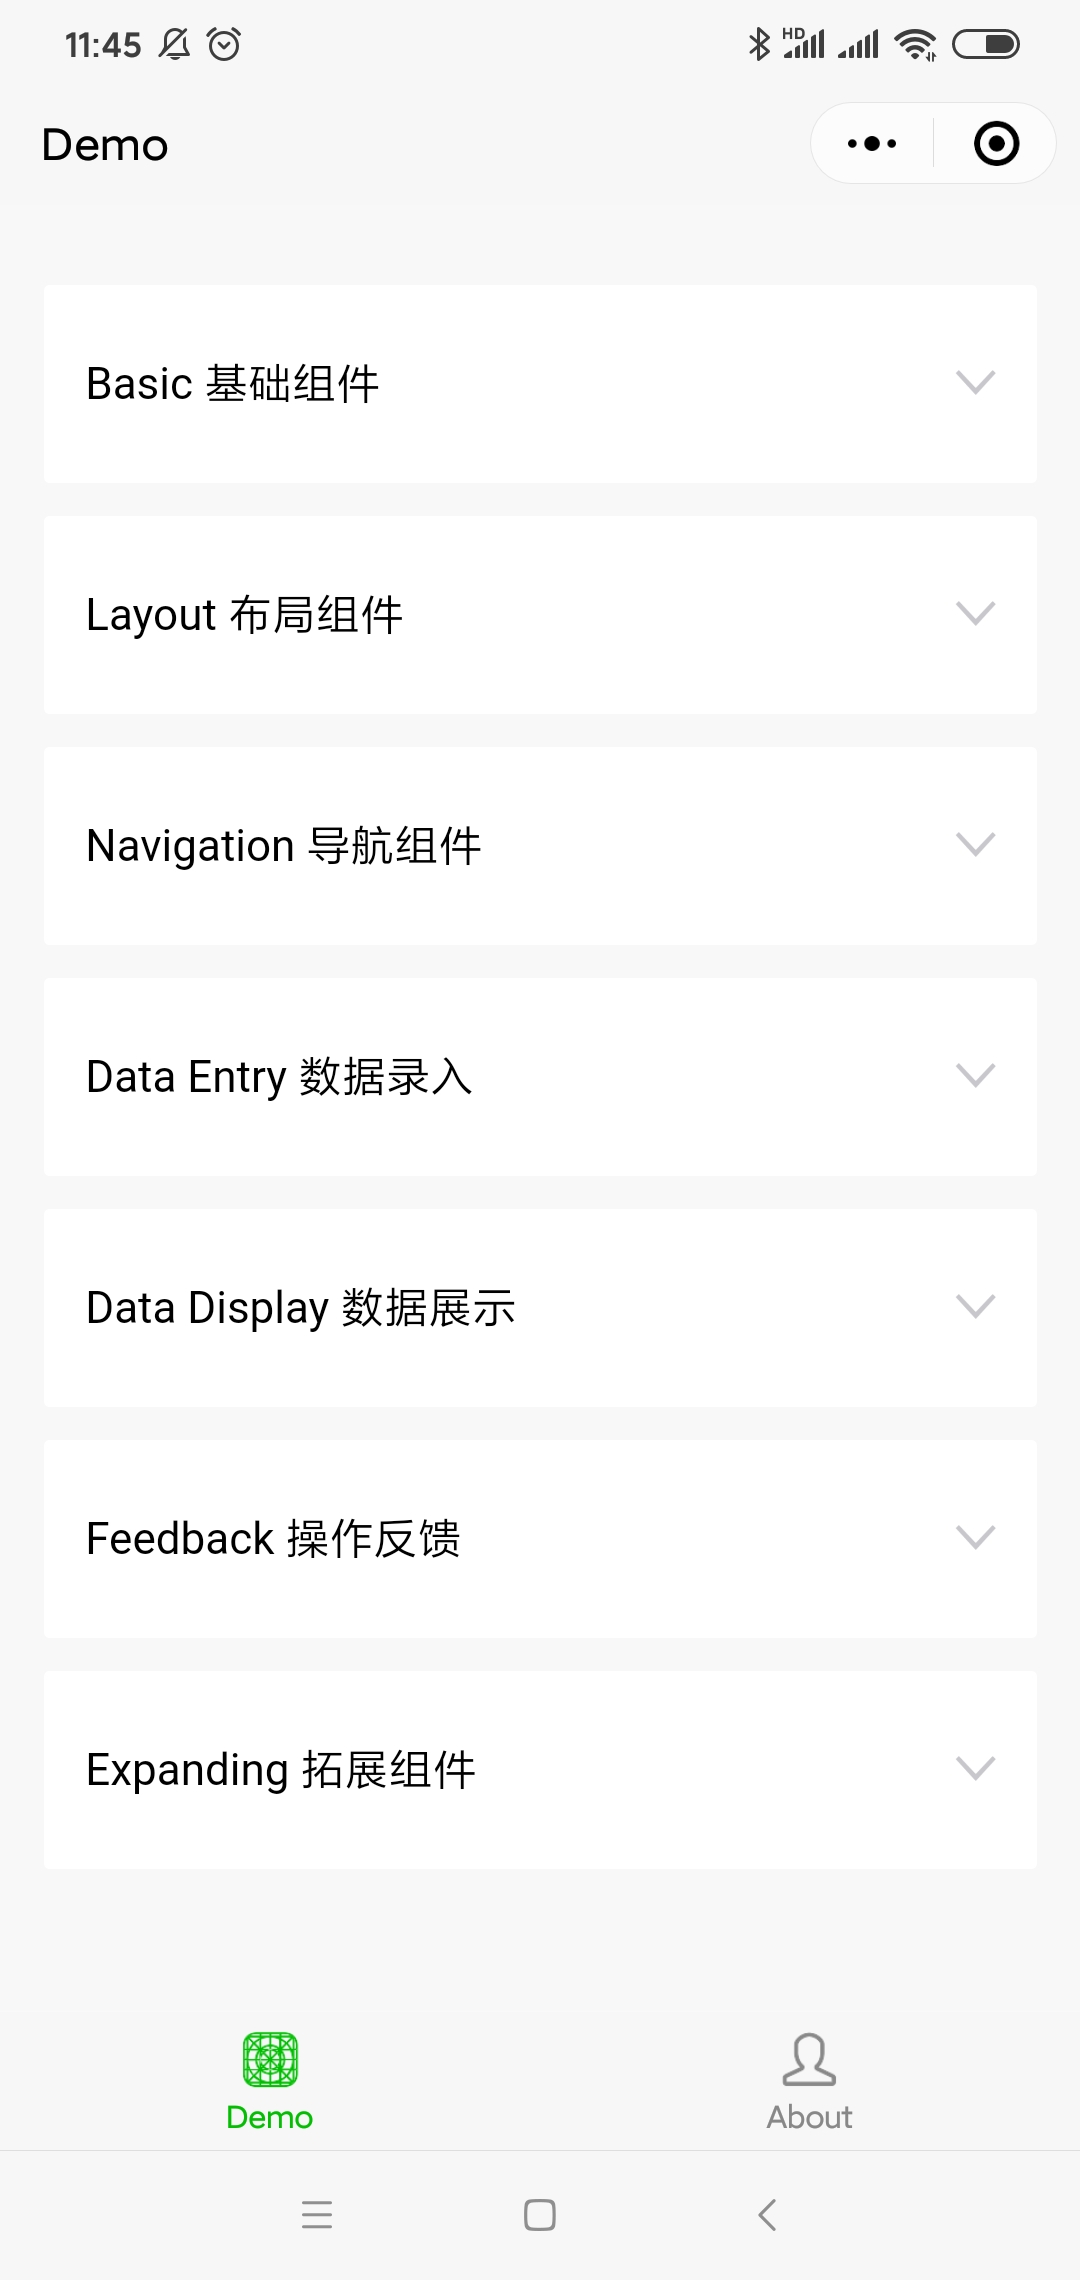 11:45
HD
Demo
Basic 基础组件
Layout 布局组件
Navigation 导航组件
Data Entry 数据录入
Data Display 数据展示
Feedback 操作反馈
Expanding 拓展组件
Demo
About